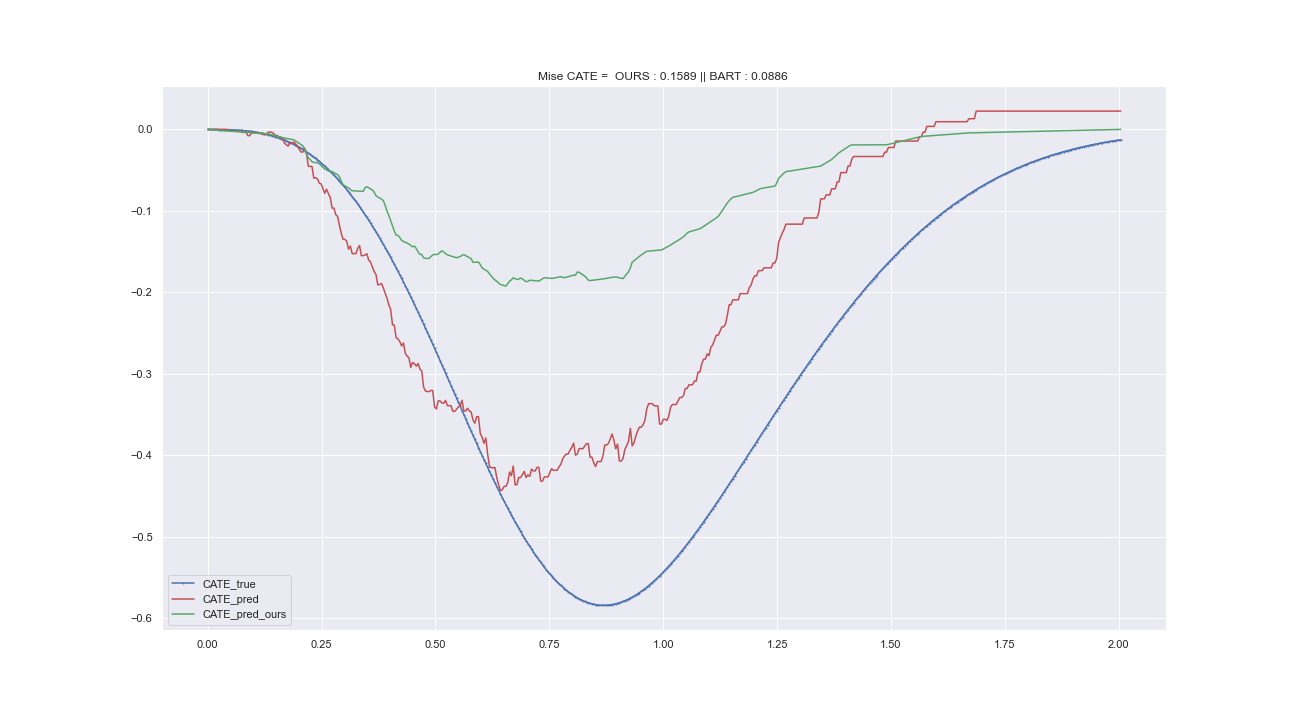 Mise CATE =  OURS : 0.1589 || BART : 0.0886
0.0
−0.1
−0.2
−0.3
−0.4
−0.5
−0.6
CATE_true
CATE_pred
CATE_pred_ours
0.00 0.25 0.50 0.75 1.00 1.25 1.50 1.75 2.00